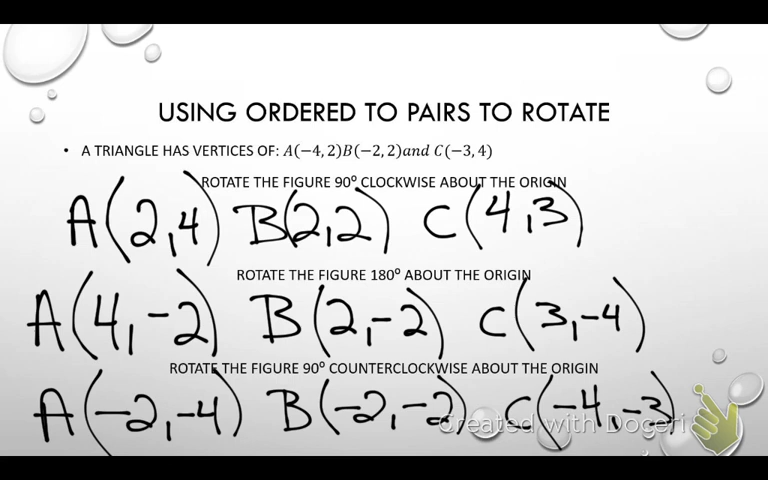 USING ORDERED TO PAIRS TO ROTATE
• A TRIANGLE HAS VERTICES OF: A(−4, 2)B(−2, 2)and C(−3, 4)
ROTATE THE FIGURE 90° CLOCKWISE ABOUT THE ORIGIN
A(2,4) B(2,2) C(4,3)
ROTATE THE FIGURE 180° ABOUT THE ORIGIN
A(4,-2) B(2,-2) C(3,-4)
ROTATE THE FIGURE 90° COUNTERCLOCKWISE ABOUT THE ORIGIN
A(-2,-4) B(-2,-2) C(-4,-3)
Created with Doceri